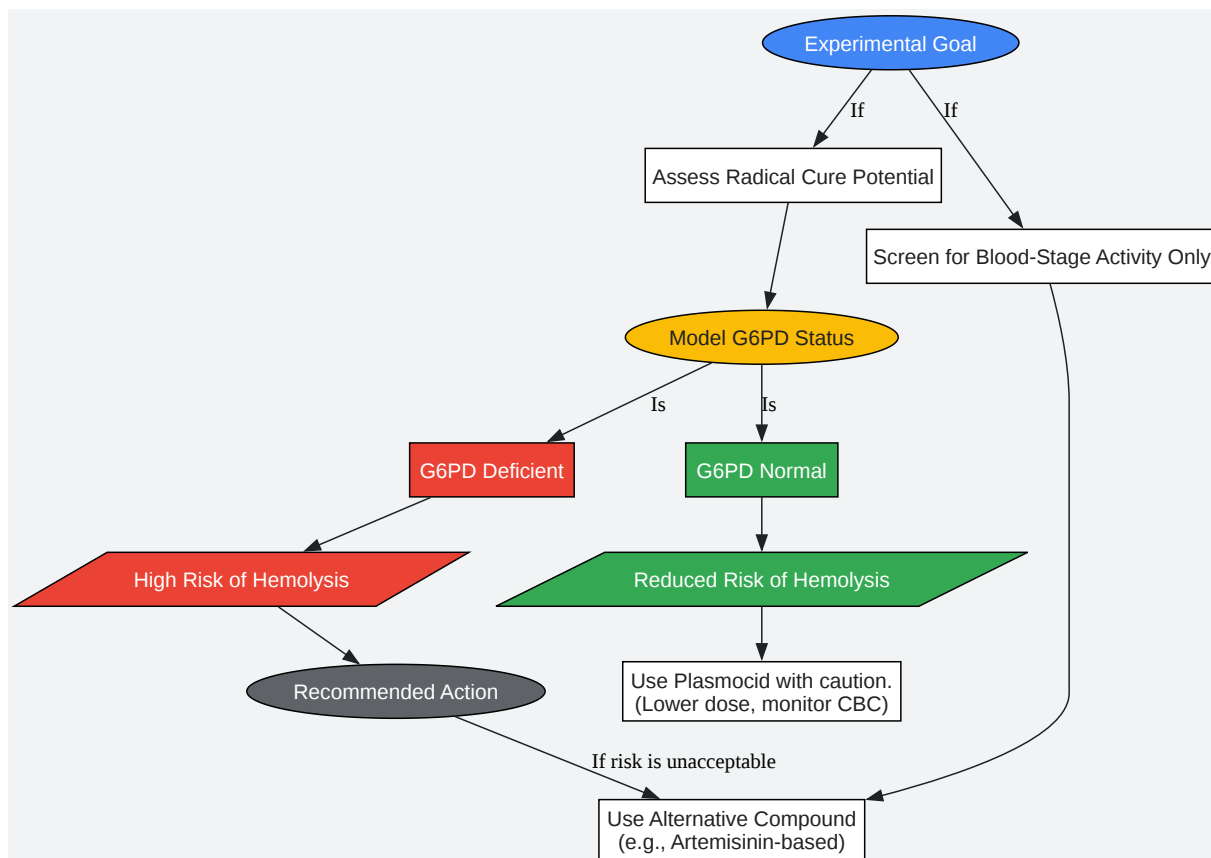 Experimental Goal
If
If
Assess Radical Cure Potential
Screen for Blood-Stage Activity Only
Model G6PD Status
Is
Is
G6PD Deficient
G6PD Normal
High Risk of Hemolysis
Reduced Risk of Hemolysis
Recommended Action
Use Plasmocid with caution.
(Lower dose, monitor CBC)
If risk is unacceptable
Use Alternative Compound
(e.g., Artemisinin-based)